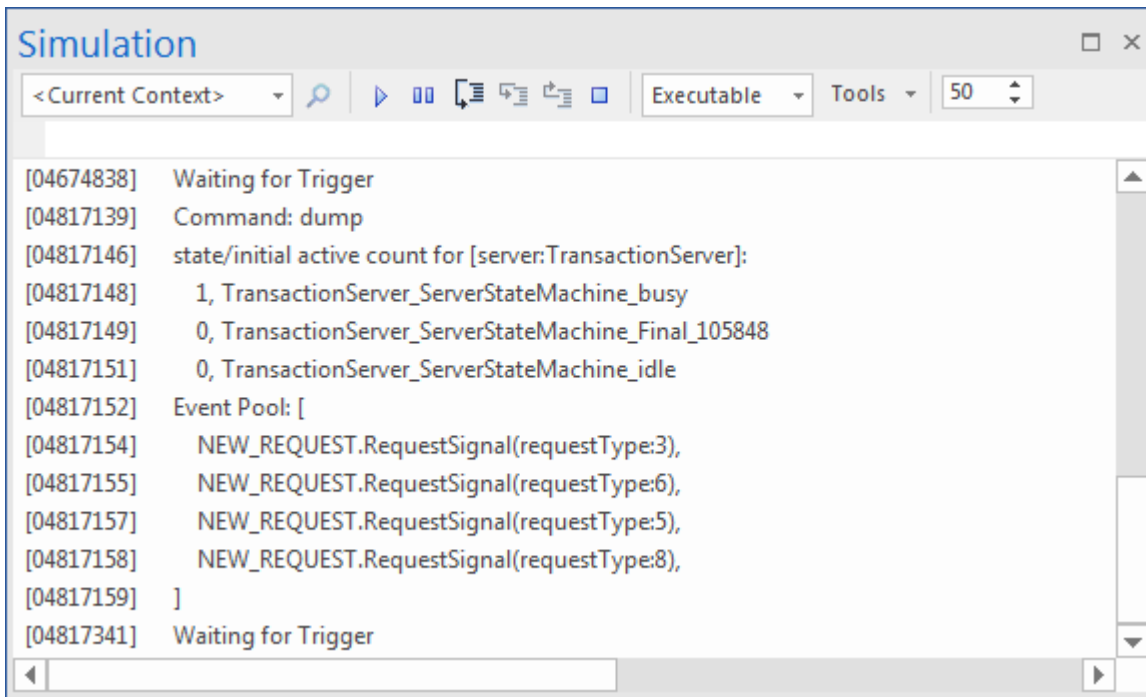 Simulation
<Current Context> Executable Tools 50
[04674838] Waiting for Trigger
[04817139] Command: dump
[04817146] state/initial active count for [server:TransactionServer]:
[04817148] 1, TransactionServer_ServerStateMachine_busy
[04817149] 0, TransactionServer_ServerStateMachine_Final_105848
[04817151] 0, TransactionServer_ServerStateMachine_idle
[04817152] Event Pool: [
[04817154] NEW_REQUEST.RequestSignal(requestType:3),
[04817155] NEW_REQUEST.RequestSignal(requestType:6),
[04817157] NEW_REQUEST.RequestSignal(requestType:5),
[04817158] NEW_REQUEST.RequestSignal(requestType:8),
[04817159] ]
[04817341] Waiting for Trigger